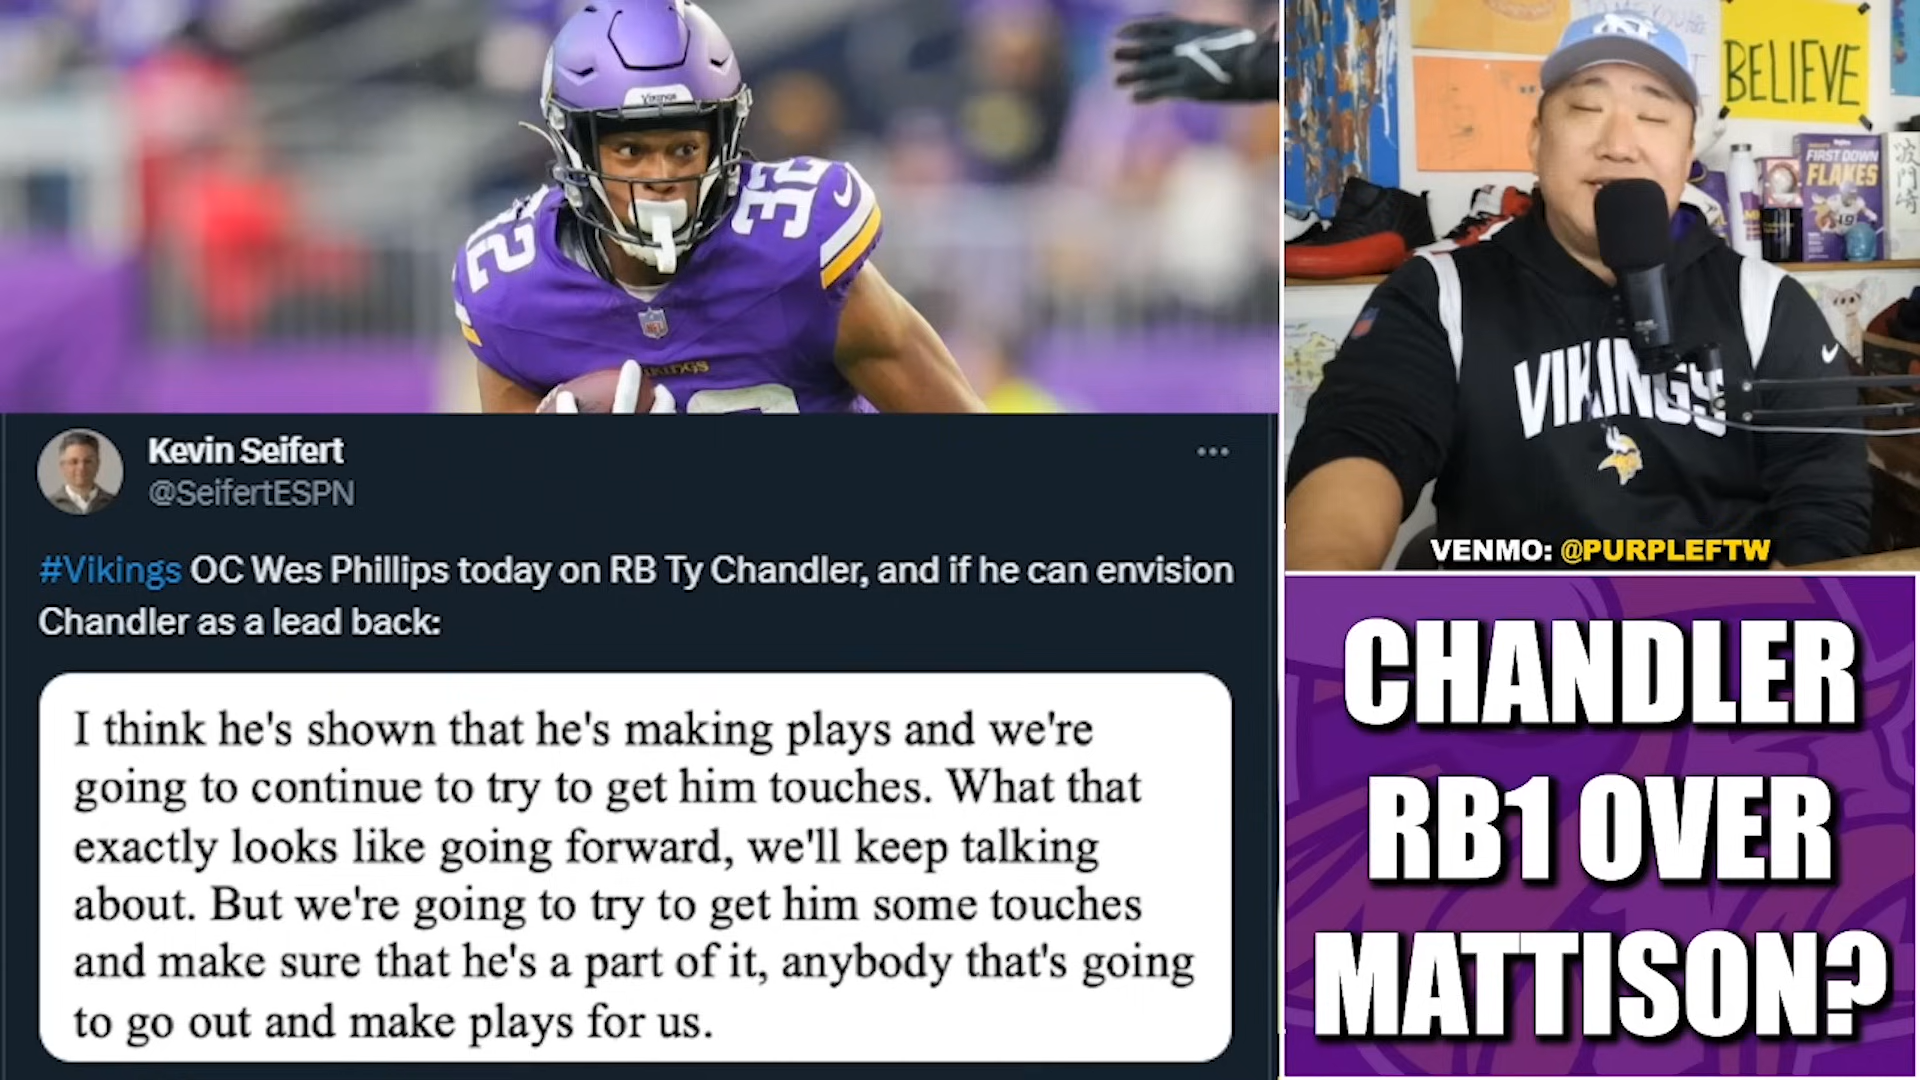 Vikings
32
32
VIKINGS
Kevin Seifert
@SeifertESPN
#Vikings OC Wes Phillips today on RB Ty Chandler, and if he can envision
Chandler as a lead back:
I think he's shown that he's making plays and we're
going to continue to try to get him touches. What that
exactly looks like going forward, we'll keep talking
about. But we're going to try to get him some touches
and make sure that he's a part of it, anybody that's going
to go out and make plays for us.
BELIEVE
FIRST DOWN
FLAKES
VIKINGS
VENMO: @PURPLEFTW
CHANDLER
RB1 OVER
MATTISON?